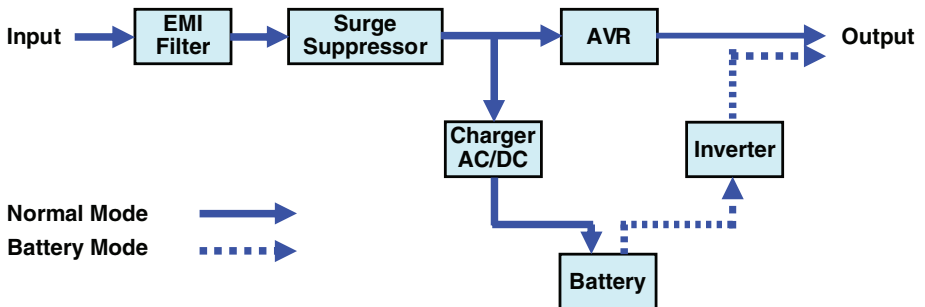 Input
EMI
Filter
Surge
Suppressor
AVR
Output
Charger
AC/DC
Inverter
Normal Mode
Battery Mode
Battery